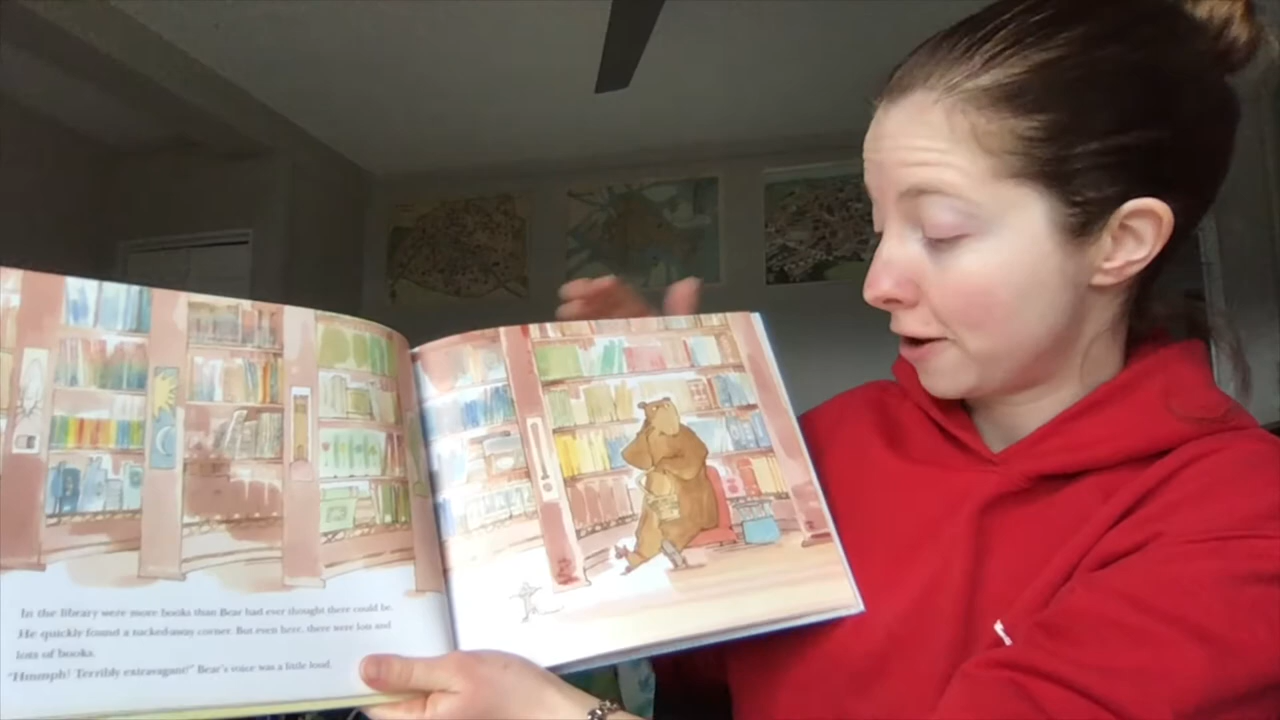 In the library were more books than Bear had ever thought there could be.
He quickly found a tucked-away corner. But even here, there were lots and
lots of books.
"Hmmmph! Terribly extravagant!" Bear's voice was a little loud.